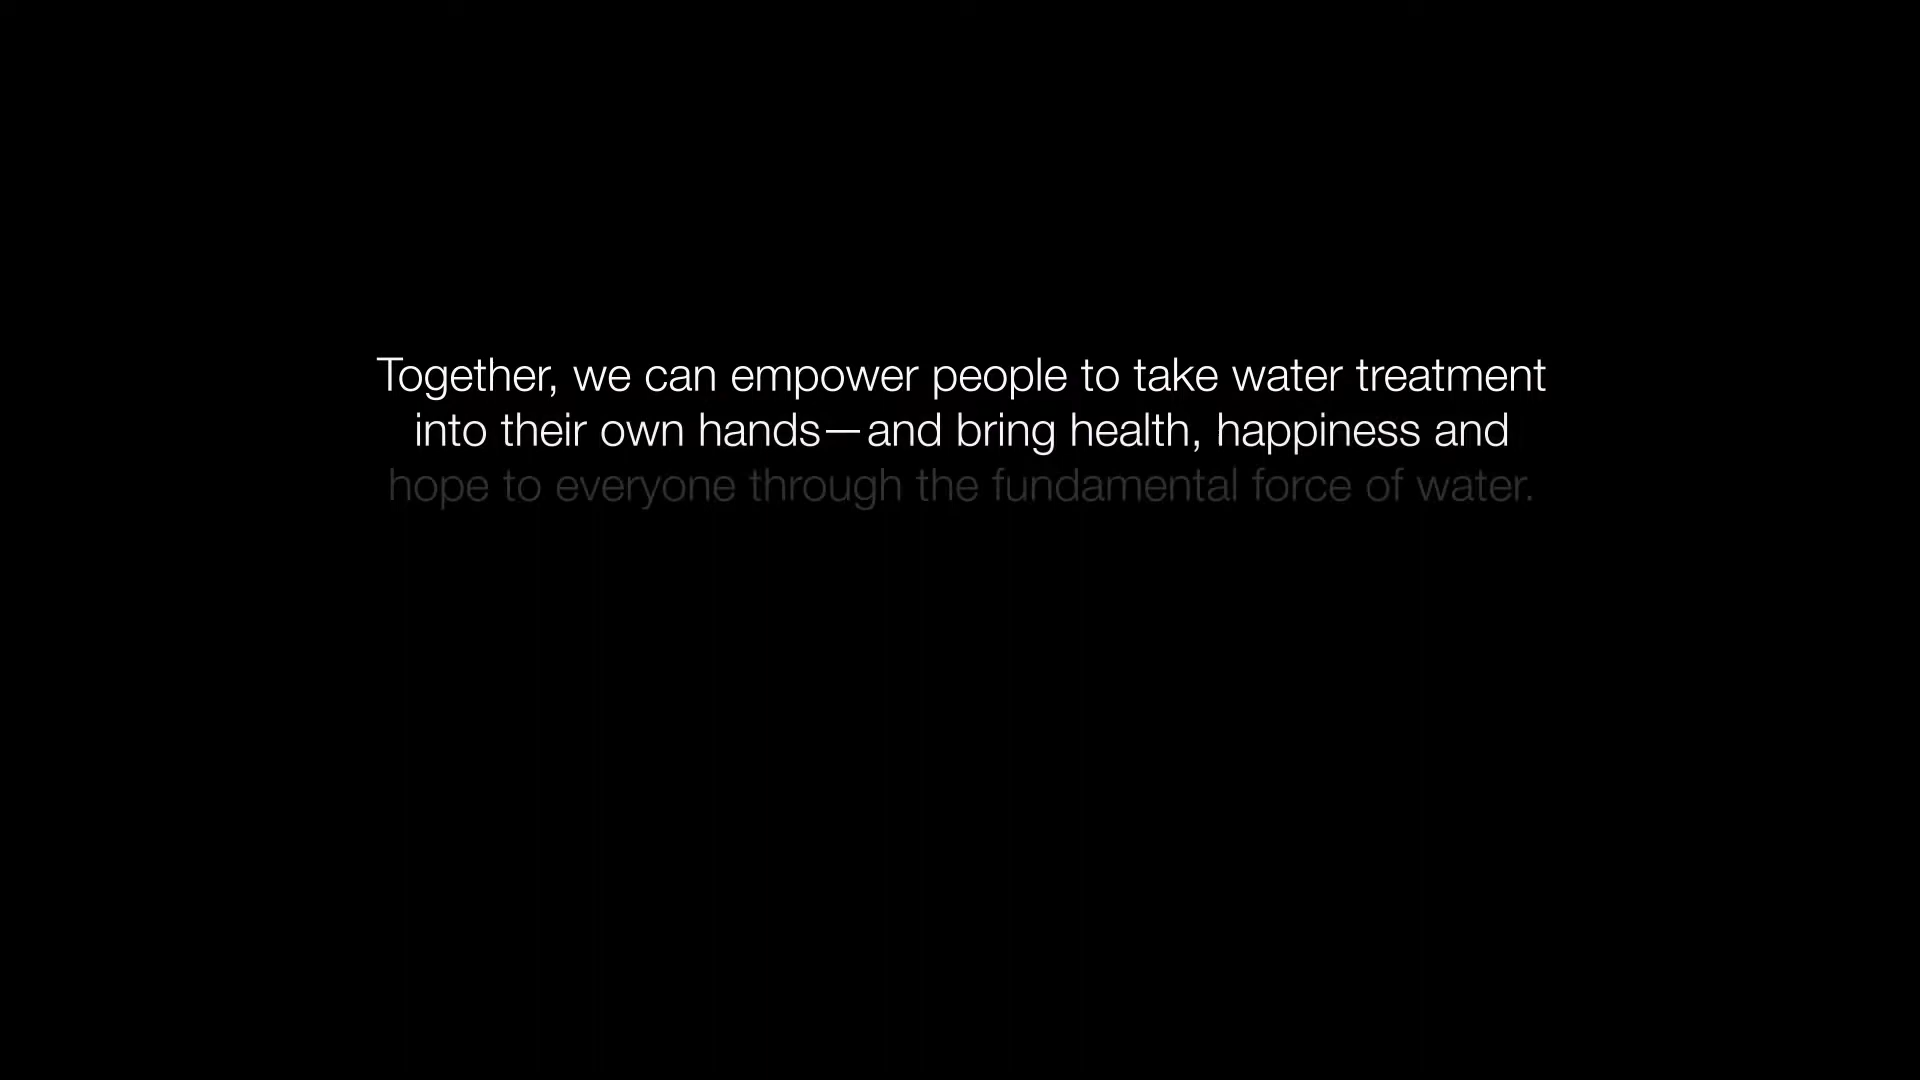 Together, we can empower people to take water treatment
into their own hands—and bring health, happiness and
hope to everyone through the fundamental force of water.